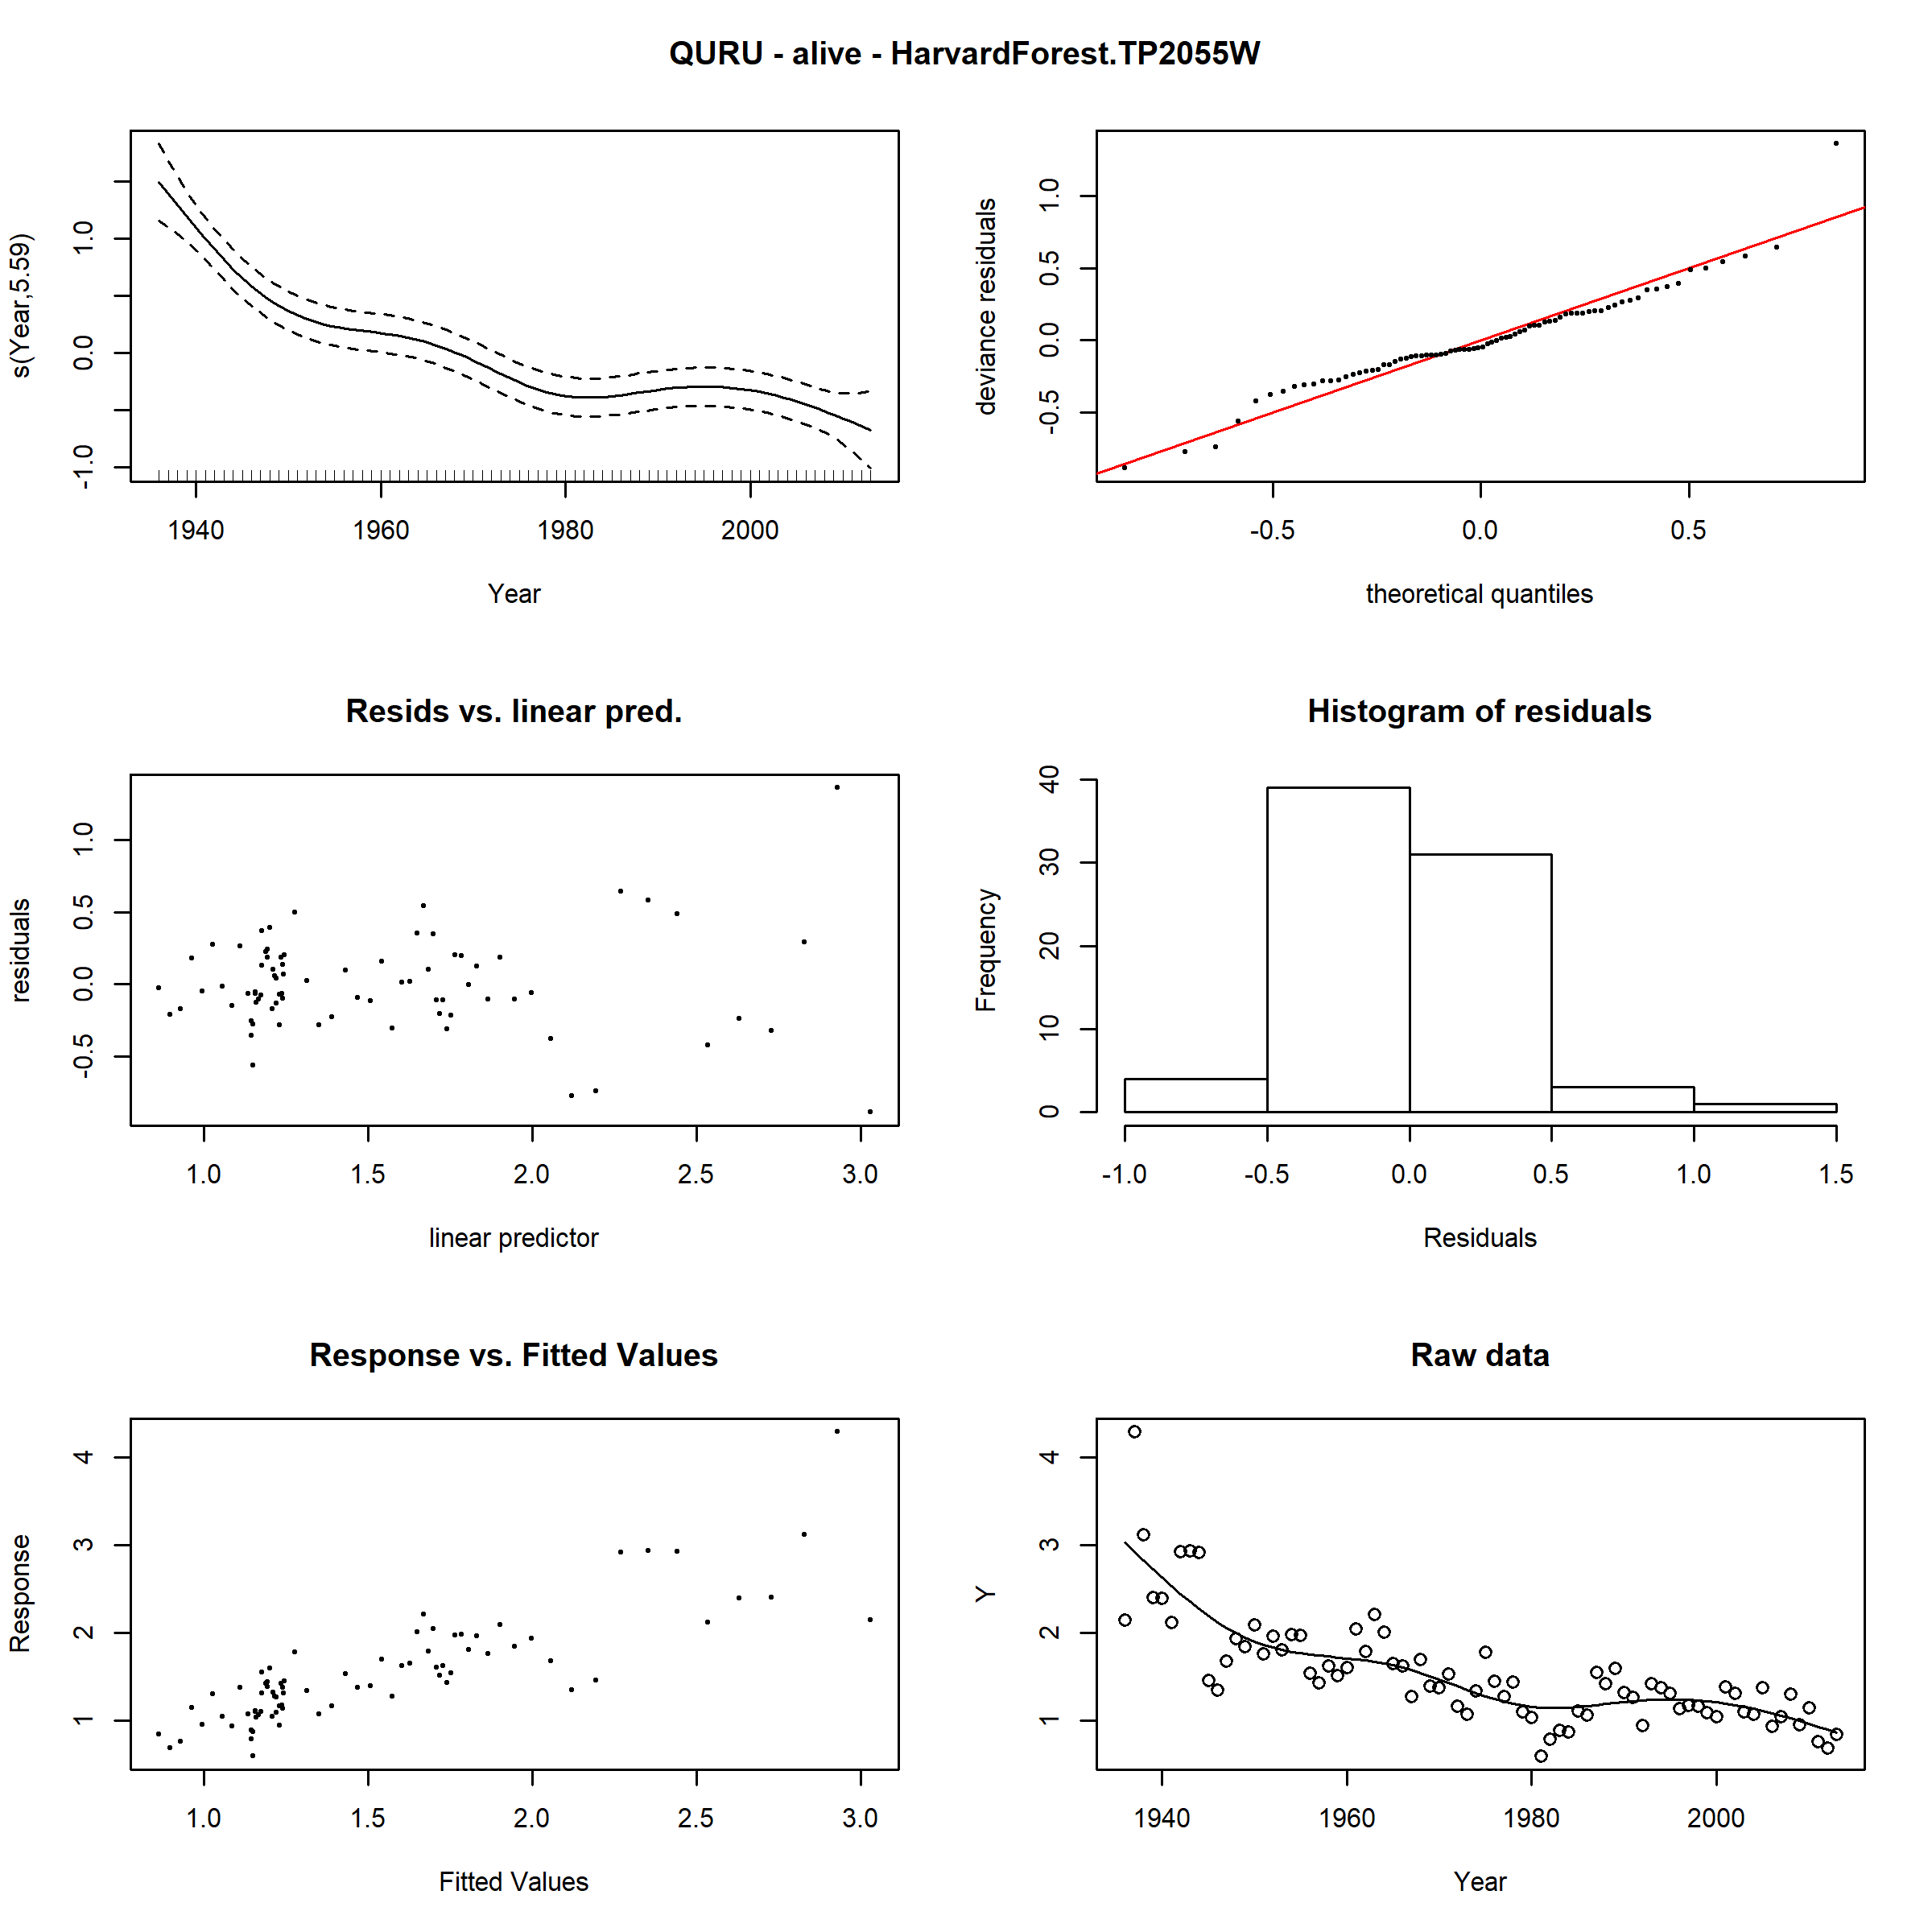 QURU - alive - HarvardForest.TP2055W
s(Year,5.59)
-1.0 0.0 1.0
1940 1960 1980 2000
Year
deviance residuals
-0.5 0.0 0.5 1.0
-0.5 0.0 0.5
theoretical quantiles
Resids vs. linear pred.
residuals
-0.5 0.0 0.5 1.0
1.0 1.5 2.0 2.5 3.0
linear predictor
Histogram of residuals
Frequency
0 10 20 30 40
-1.0 -0.5 0.0 0.5 1.0 1.5
Residuals
Response vs. Fitted Values
Response
1 2 3 4
1.0 1.5 2.0 2.5 3.0
Fitted Values
Raw data
Y
1 2 3 4
1940 1960 1980 2000
Year